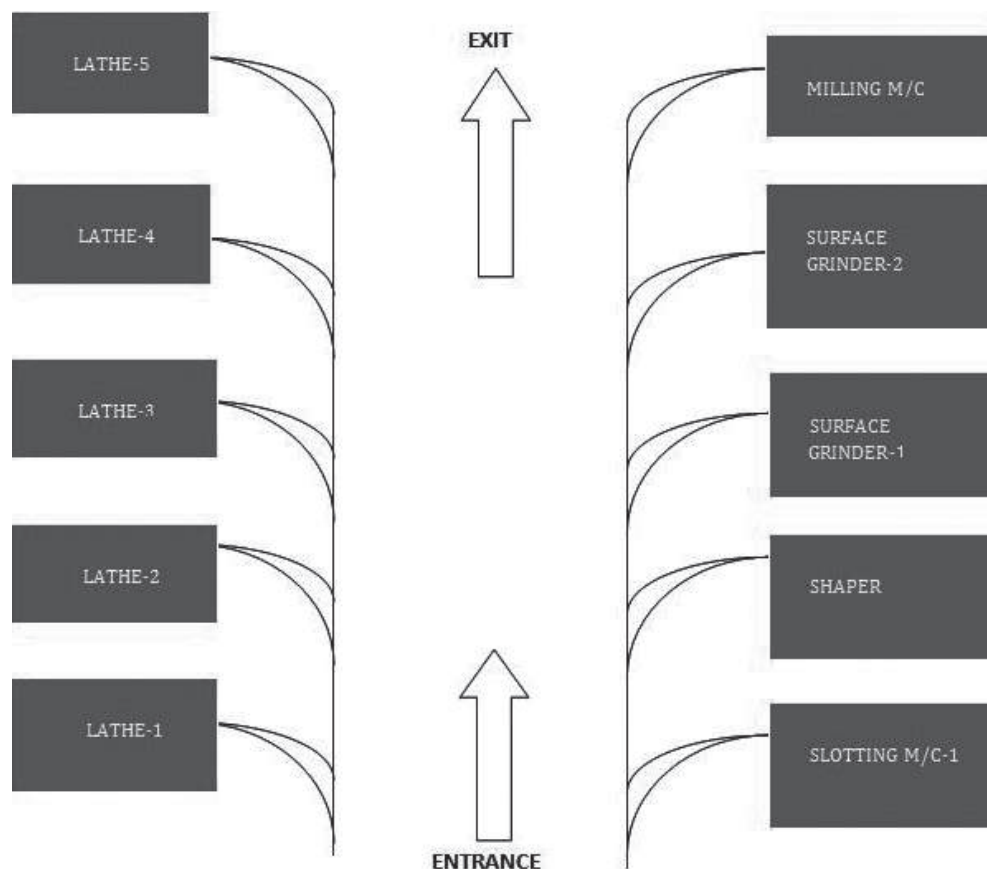 EXIT
LATHE-5
MILLING M/C
LATHE-4
SURFACE
GRINDER-2
LATHE-3
SURFACE
GRINDER-1
LATHE-2
SHAPER
LATHE-1
SLOTTING M/C-1
ENTRANCE